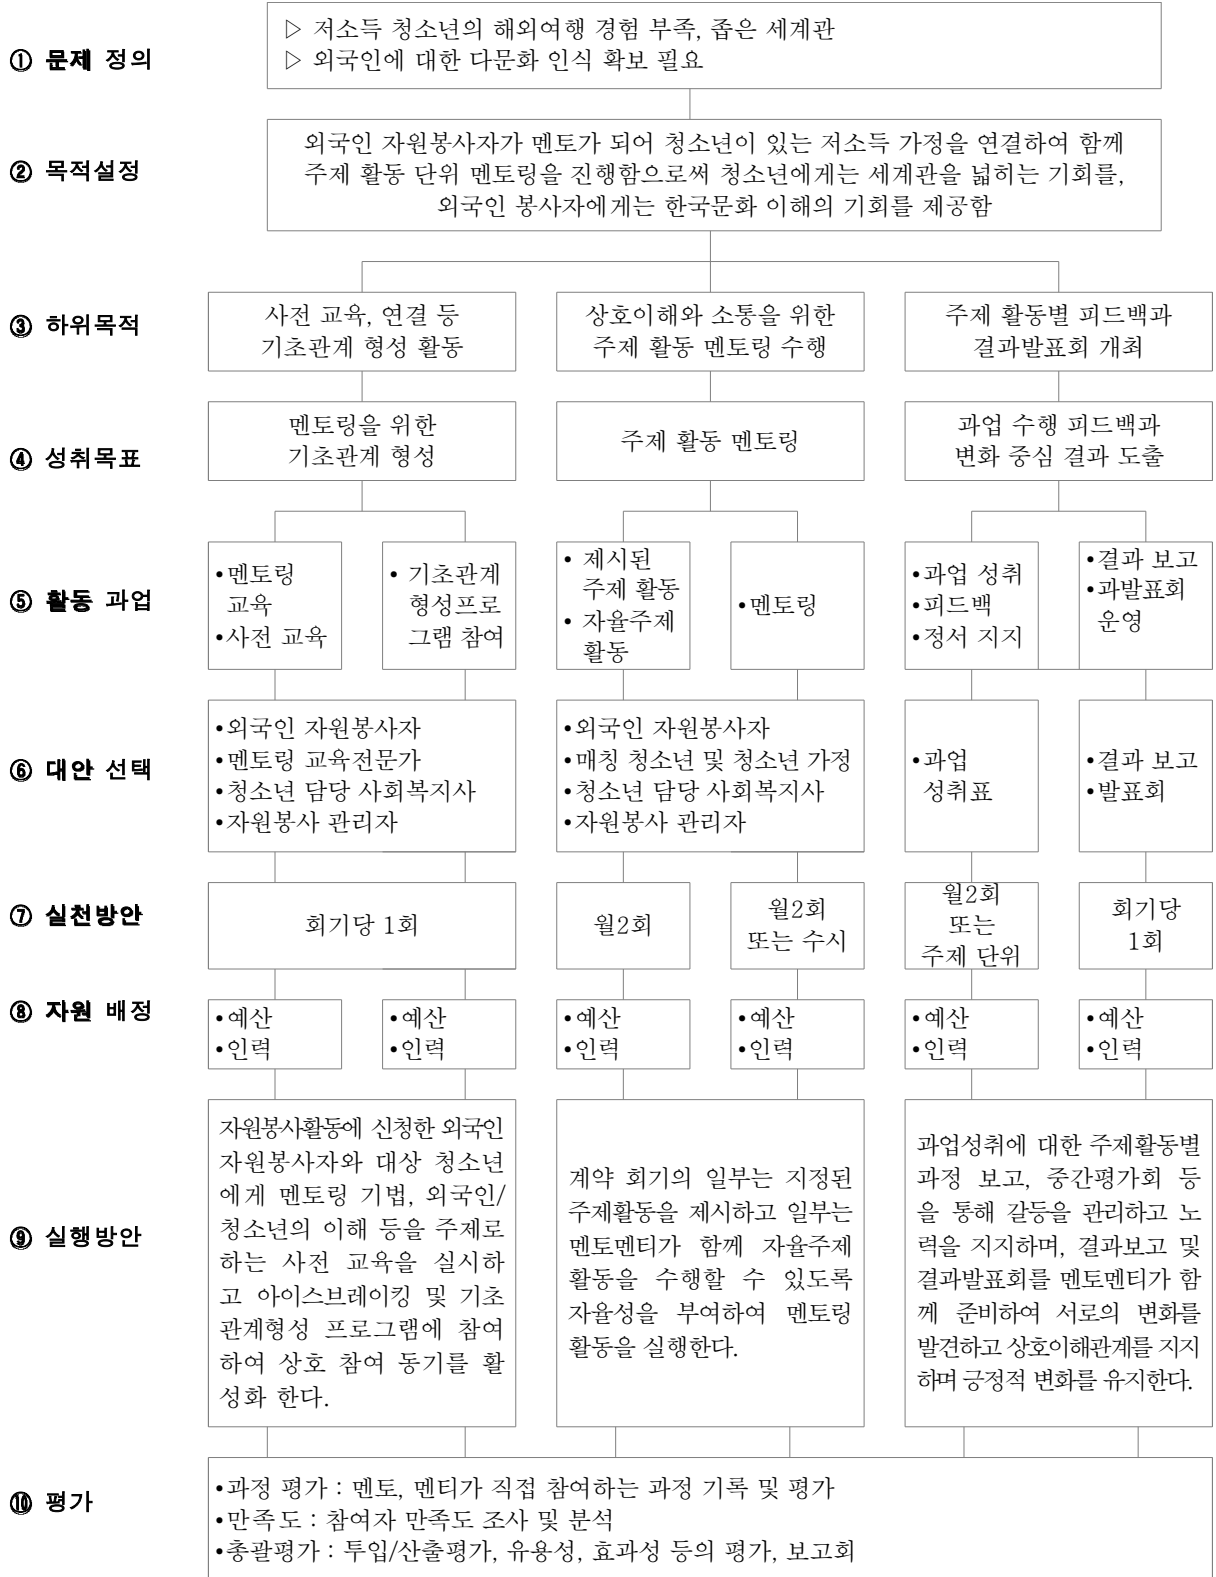 ① 문제 정의
▷ 저소득 청소년의 해외여행 경험 부족, 좁은 세계관
▷ 외국인에 대한 다문화 인식 확보 필요
② 목적설정
외국인 자원봉사자가 멘토가 되어 청소년이 있는 저소득 가정을 연결하여 함께
주제 활동 단위 멘토링을 진행함으로써 청소년에게는 세계관을 넓히는 기회를,
외국인 봉사자에게는 한국문화 이해의 기회를 제공함
③ 하위목적
사전 교육, 연결 등
기초관계 형성 활동
상호이해와 소통을 위한
주제 활동 멘토링 수행
주제 활동별 피드백과
결과발표회 개최
④ 성취목표
멘토링을 위한
기초관계 형성
주제 활동 멘토링
과업 수행 피드백과
변화 중심 결과 도출
⑤ 활동 과업
•멘토링
교육
•사전 교육
• 기초관계
형성프로
그램 참여
• 제시된
주제 활동
• 자율주제
활동
•멘토링
•과업 성취
•피드백
•정서 지지
•결과 보고
•과발표회
운영
⑥ 대안 선택
•외국인 자원봉사자
•멘토링 교육전문가
•청소년 담당 사회복지사
•자원봉사 관리자
•외국인 자원봉사자
•매칭 청소년 및 청소년 가정
•청소년 담당 사회복지사
•자원봉사 관리자
•과업
성취표
•결과 보고
•발표회
⑦ 실천방안
회기당 1회
월2회
월2회
또는 수시
월2회
또는
주제 단위
회기당
1회
⑧ 자원 배정
•예산
•인력
•예산
•인력
•예산
•인력
•예산
•인력
•예산
•인력
•예산
•인력
⑨ 실행방안
자원봉사활동에 신청한 외국인
자원봉사자와 대상 청소년
에게 멘토링 기법, 외국인/
청소년의 이해 등을 주제로
하는 사전 교육을 실시하
고 아이스브레이킹 및 기초
관계형성 프로그램에 참여
하여 상호 참여 동기를 활
성화 한다.
계약 회기의 일부는 지정된
주제활동을 제시하고 일부는
멘토멘티가 함께 자율주제
활동을 수행할 수 있도록
자율성을 부여하여 멘토링
활동을 실행한다.
과업성취에 대한 주제활동별
과정 보고, 중간평가회 등
을 통해 갈등을 관리하고 노
력을 지지하며, 결과보고 및
결과발표회를 멘토멘티가 함
께 준비하여 서로의 변화를
발견하고 상호이해관계를 지지
하며 긍정적 변화를 유지한다.
⑩ 평가
•과정 평가 : 멘토, 멘티가 직접 참여하는 과정 기록 및 평가
•만족도 : 참여자 만족도 조사 및 분석
•총괄평가 : 투입/산출평가, 유용성, 효과성 등의 평가, 보고회